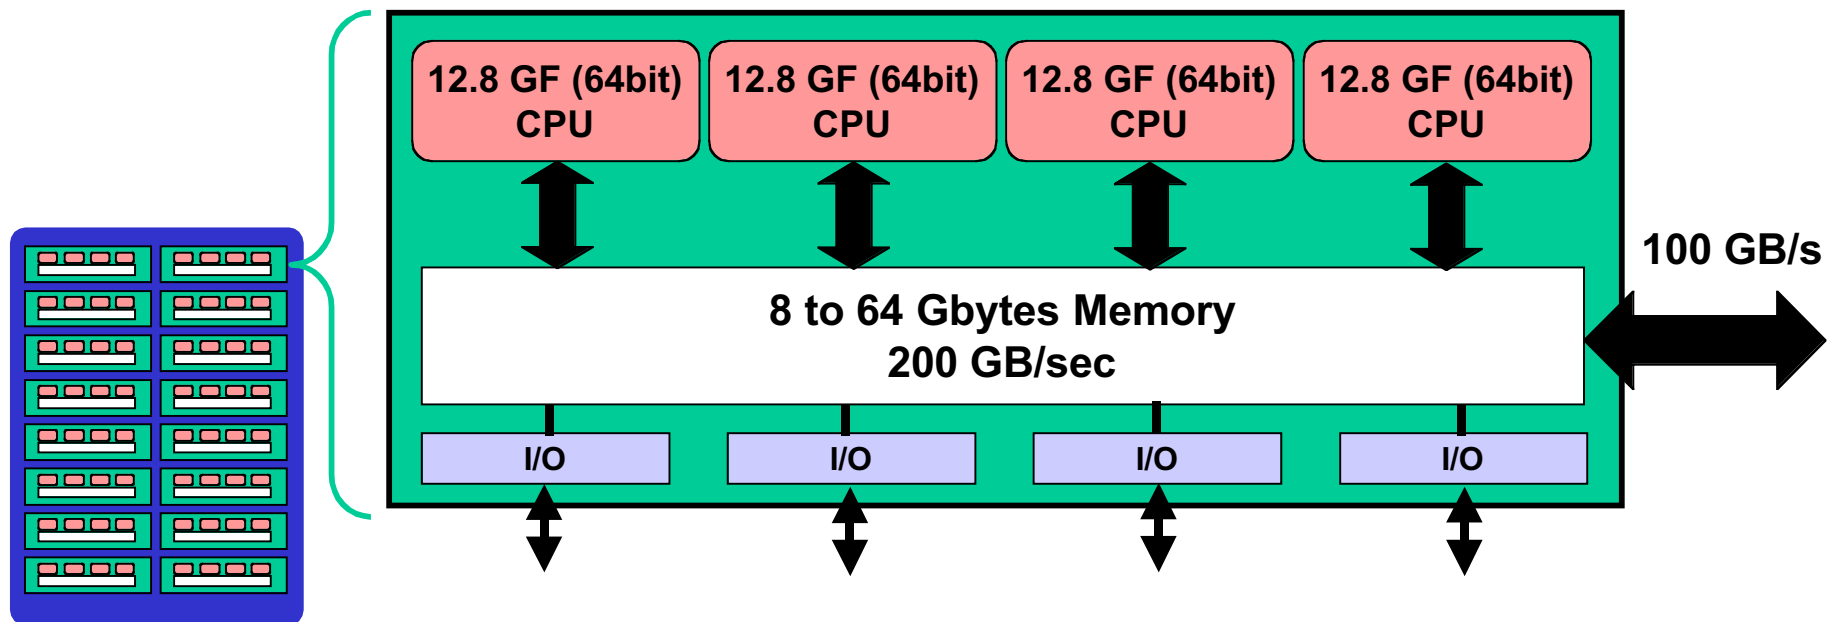 12.8 GF (64bit)
CPU
12.8 GF (64bit)
CPU
12.8 GF (64bit)
CPU
12.8 GF (64bit)
CPU
100 GB/s
8 to 64 Gbytes Memory
200 GB/sec
I/O
I/O
I/O
I/O